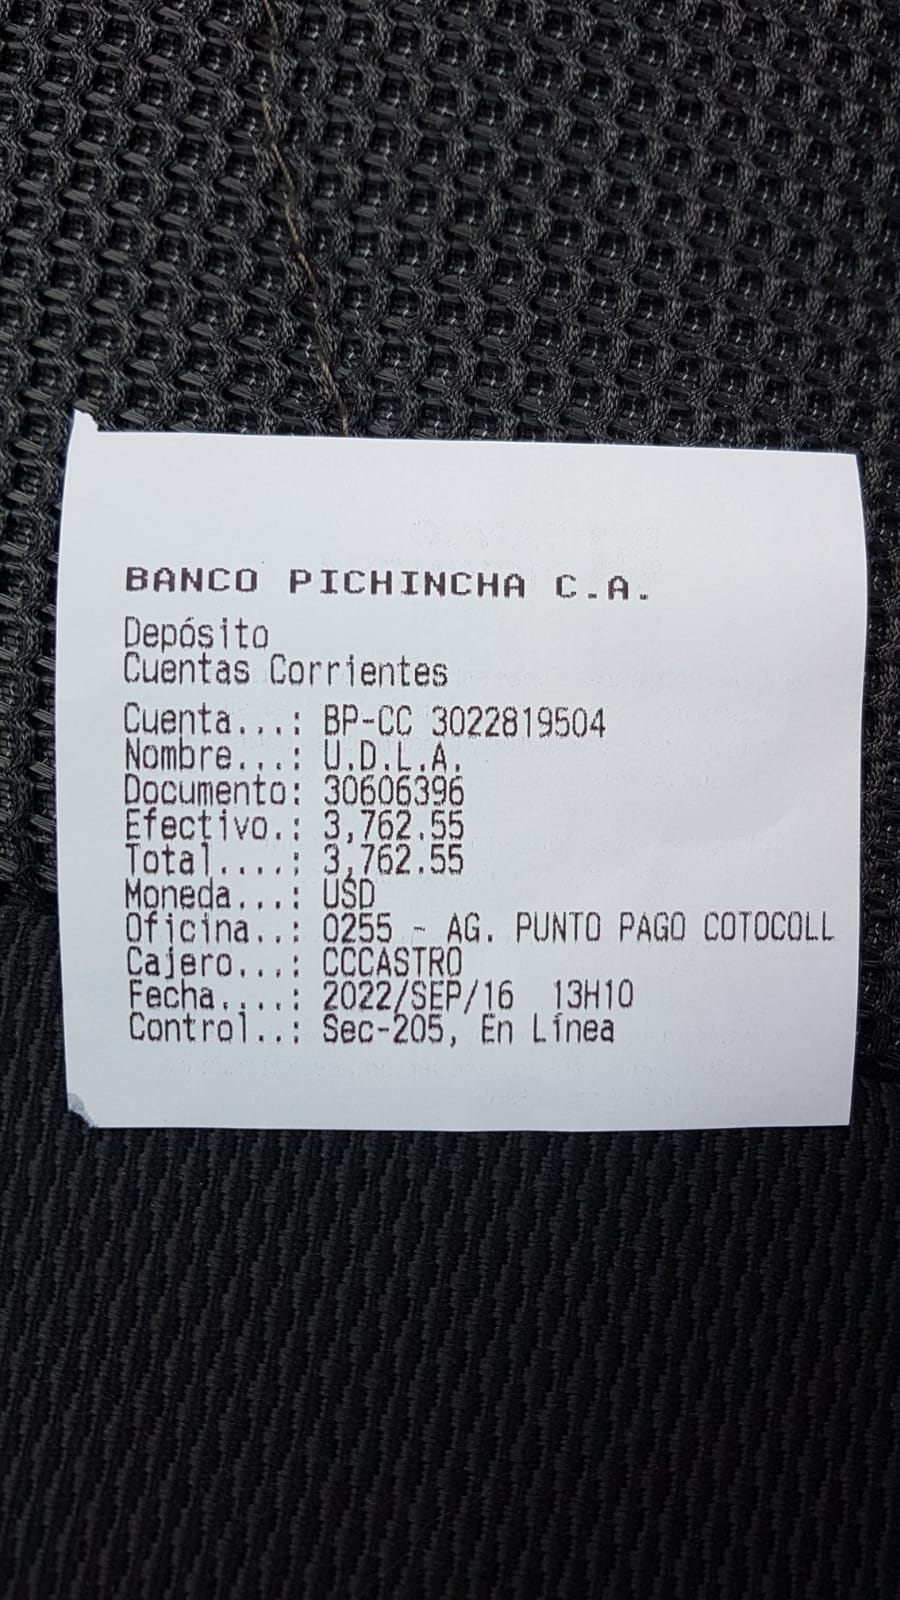 BANCO PICHINCHA C.A.
Depósito
Cuentas Corrientes
Cuenta...: BP-CC 3022819504
Nombre...: U.D.L.A.
Documento: 30606396
Efectivo.: 3,762.55
Total....: 3,762.55
Moneda...: USD
Oficina..: 0255 - AG. PUNTO PAGO COTOCOLL
Cajero...: CCCASTRO
Fecha....: 2022/SEP/16 13H10
Control..: Sec-205, En Línea